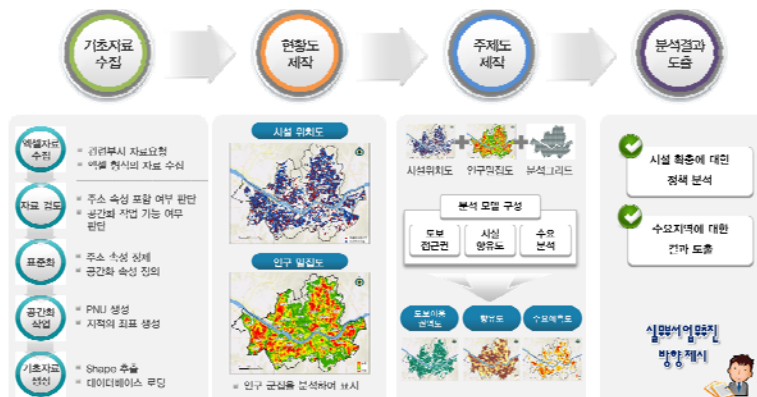 기초자료
수집
현황도
제작
주제도
제작
분석결과
도출
엑셀자료
수집
관련부서 자료요청
엑셀 형식의 자료 수집
자료 검토
주소 속성 포함 여부 판단
공간화 작업 가능 여부
판단
표준화
주소 속성 정제
공간화 속성 정의
공간화
작업
PNU 생성
지적의 좌표 생성
기초자료
생성
Shape 추출
데이터베이스 로딩
시설 위치도
인구 밀집도
인구 군집을 분석하여 표시
시설위치도
인구밀집도
분석그리드
분석 모델 구성
도보
접근권
시설
향유도
수요
분석
도보이용
권역도
향유도
수요예측도
시설 확충에 대한
정책 분석
수요지역에 대한
결과 도출
방향 제시